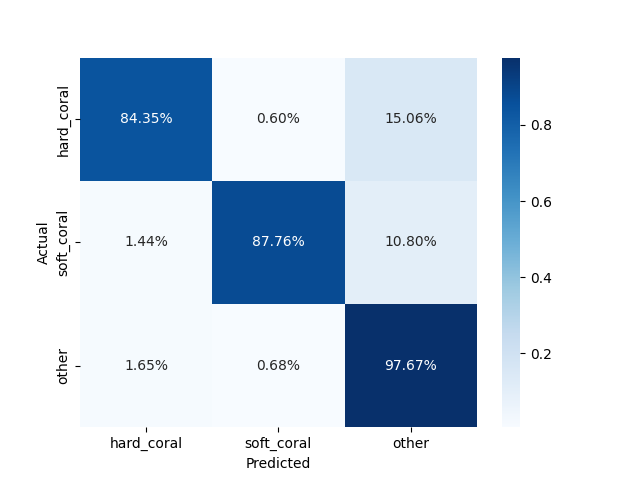 hard_coral
84.35%
0.60%
15.06%
0.8
Actual
soft_coral
1.44%
87.76%
10.80%
0.6
0.4
other
1.65%
0.68%
97.67%
0.2
hard_coral
soft_coral
other
Predicted